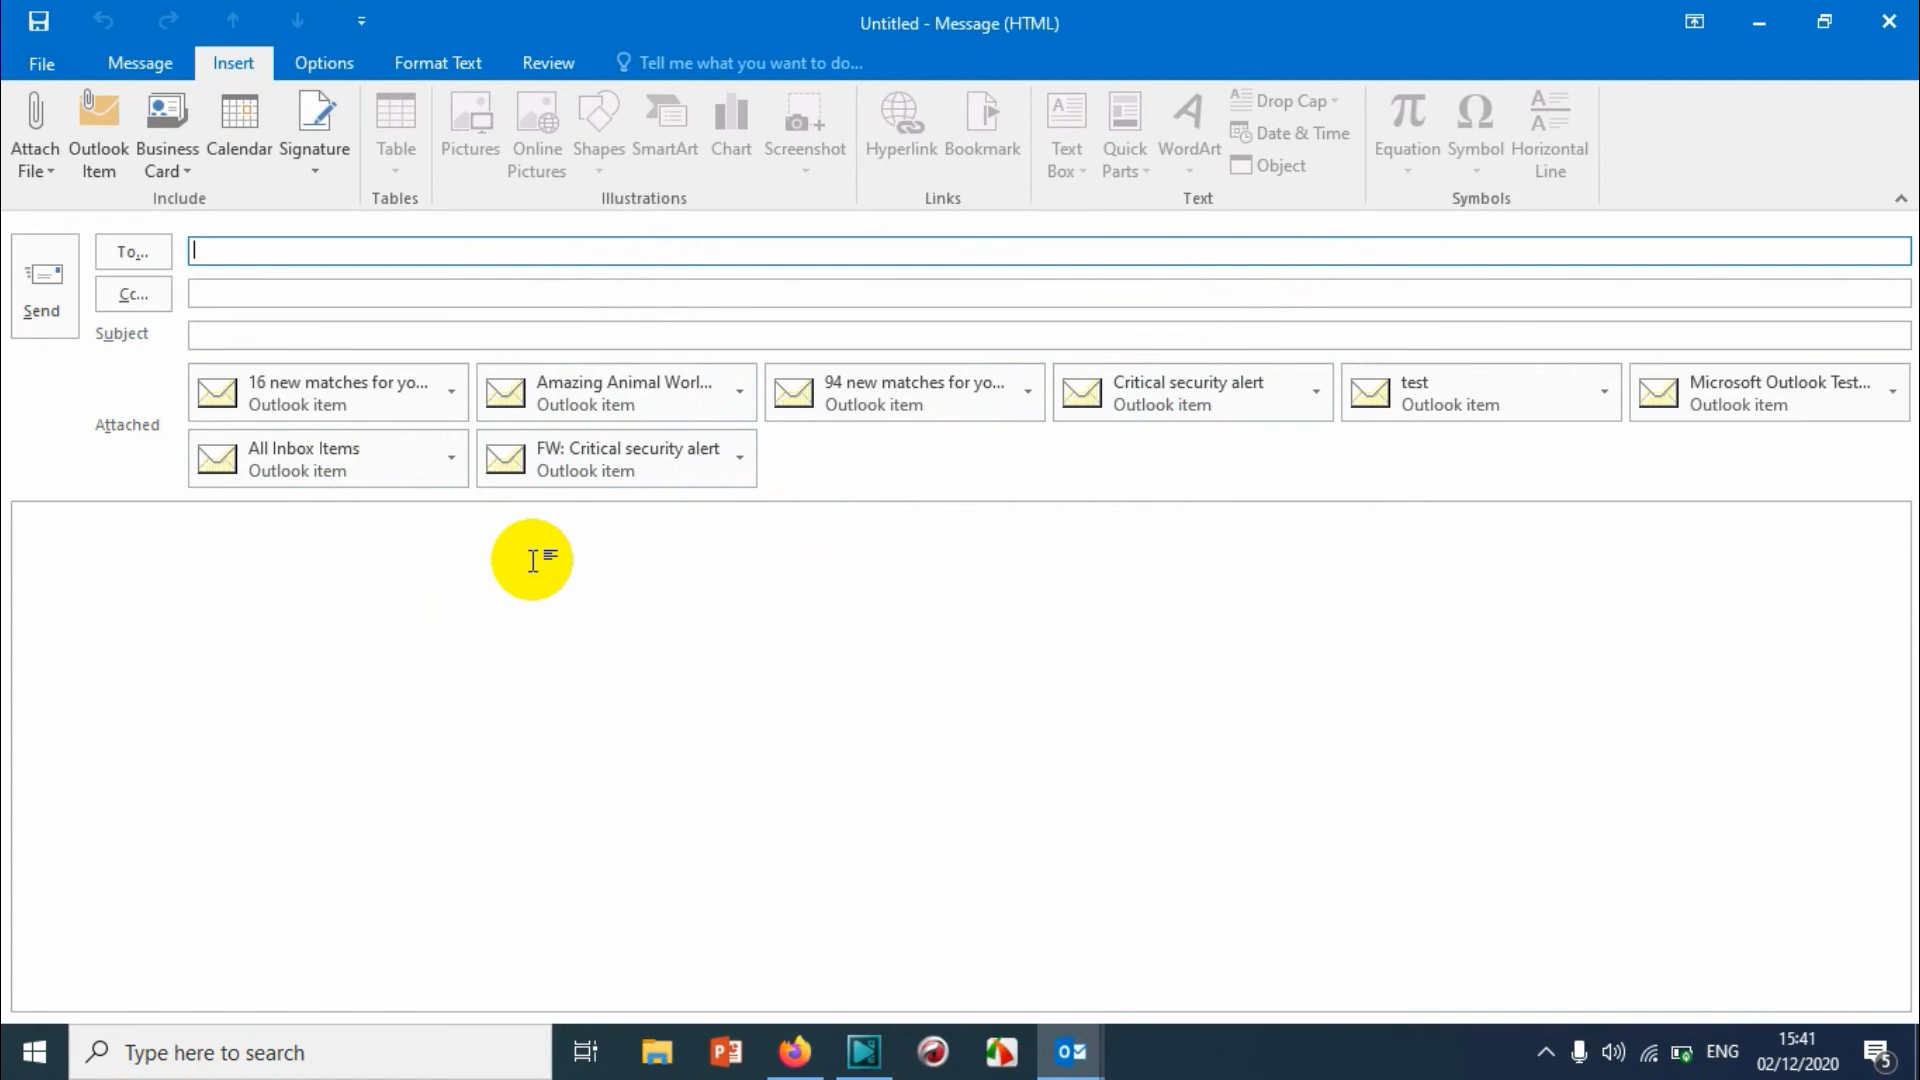 Untitled - Message (HTML)
File Message Insert Options Format Text Review Tell me what you want to do...
Attach File Outlook Item Business Card Calendar Signature Table Pictures Online Pictures Shapes SmartArt Chart Screenshot Hyperlink Bookmark Text Box Quick Parts WordArt Drop Cap Date & Time Object Equation Symbol Horizontal Line
Include Tables Illustrations Links Text Symbols
To...
Cc...
Send
Subject
Attached
16 new matches for yo... Amazing Animal Worl... 94 new matches for yo... Critical security alert test Microsoft Outlook Test...
Outlook item Outlook item Outlook item Outlook item Outlook item Outlook item
All Inbox Items FW: Critical security alert
Outlook item Outlook item
Type here to search
ENG
15:41
02/12/2020
5